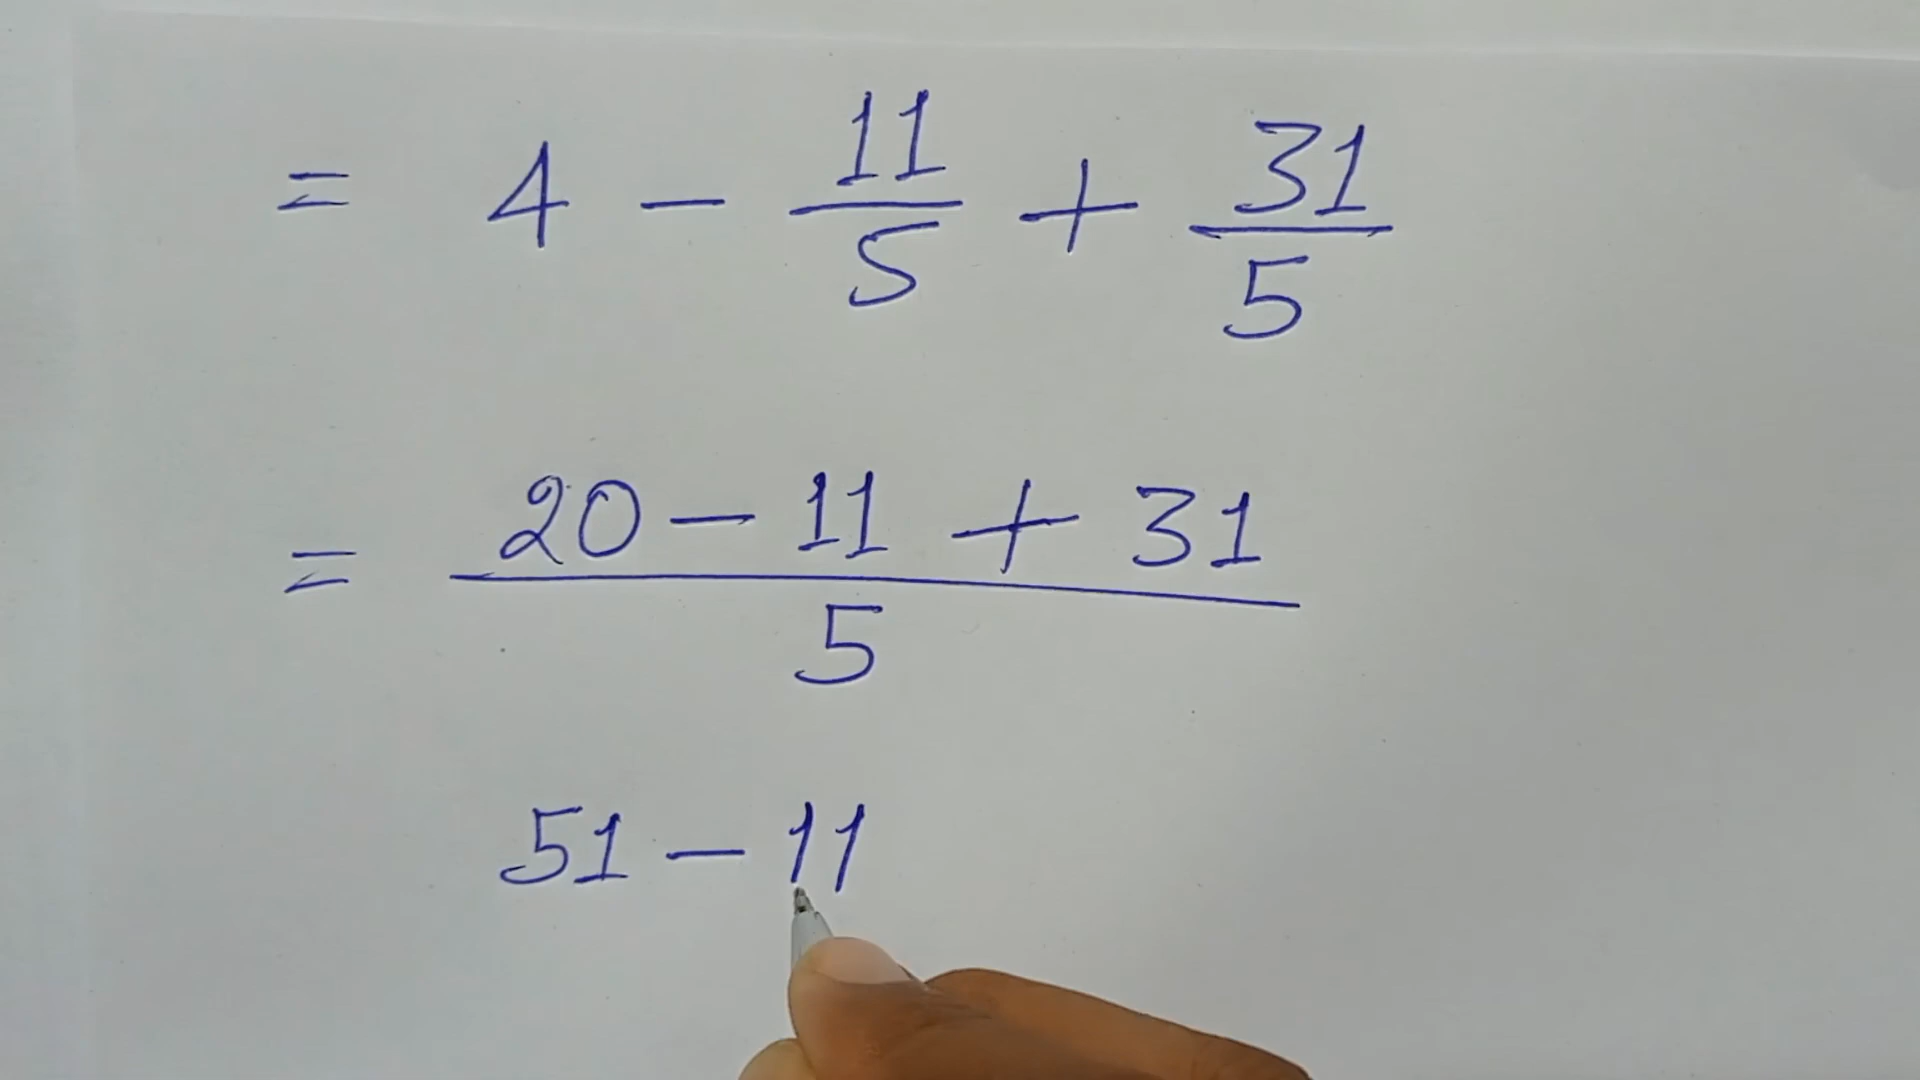 = 4 - 11/5 + 31/5
= (20 - 11 + 31)/5
51 - 11